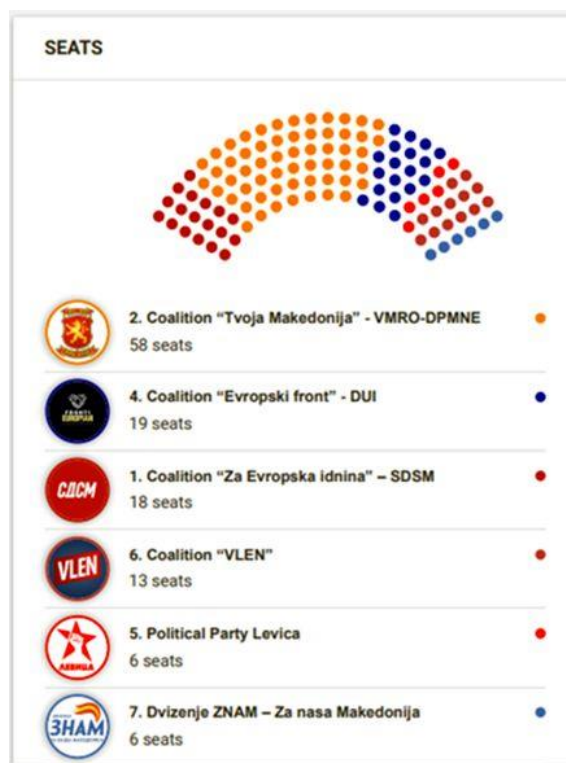 SEATS
2. Coalition “Tvoja Makedonija” - VMRO-DPMNE
58 seats
FRONTI
EUROPIAN
4. Coalition “Evropski front” - DUI
19 seats
СДСМ
1. Coalition “Za Evropska idnina” – SDSM
18 seats
VLEN
6. Coalition “VLEN”
13 seats
ЛЕВИЦА
5. Political Party Levica
6 seats
ЗНАМ
7. Dvizenje ZNAM – Za nasa Makedonija
6 seats